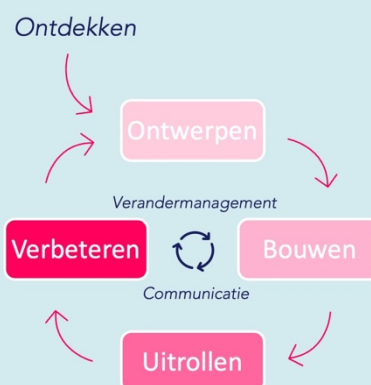 Ontdekken
Ontwerpen
Verandermanagement
Verbeteren
Bouwen
Communicatie
Uitrollen